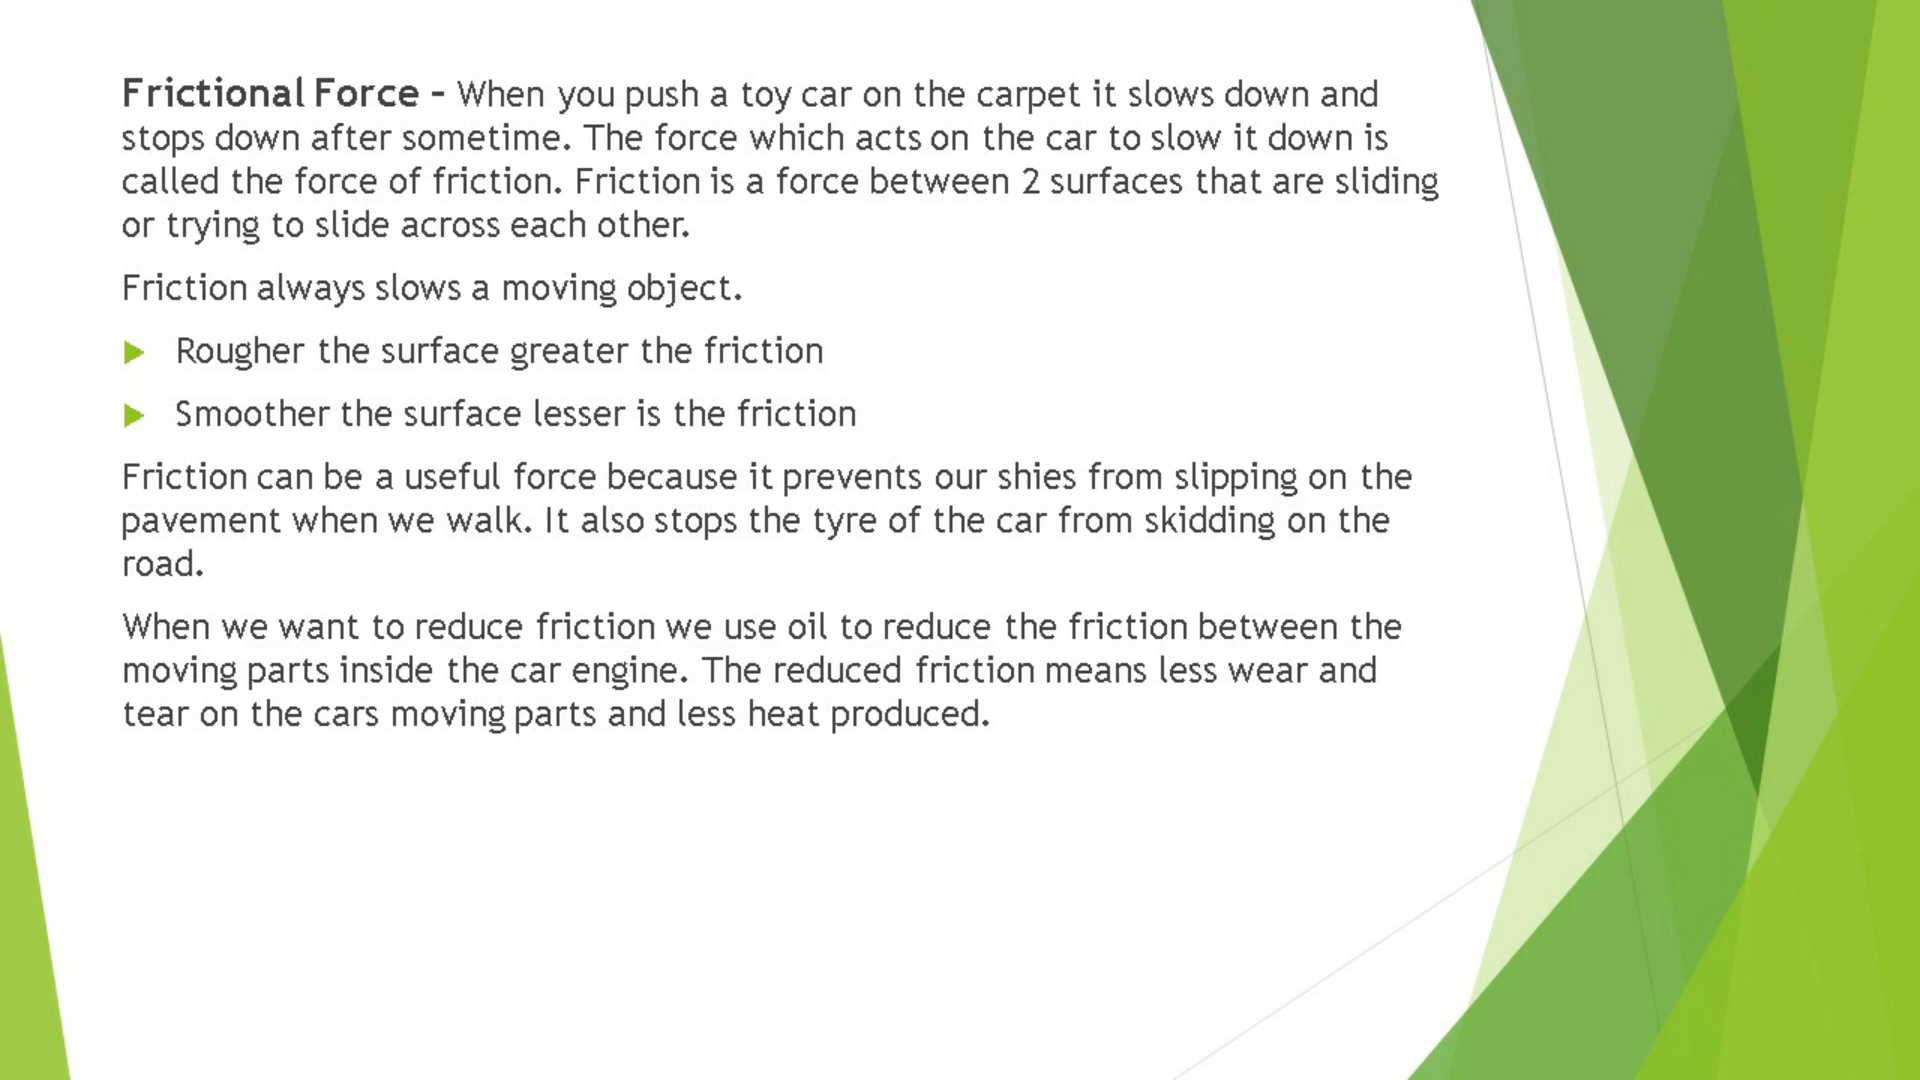 Frictional Force – When you push a toy car on the carpet it slows down and
stops down after sometime. The force which acts on the car to slow it down is
called the force of friction. Friction is a force between 2 surfaces that are sliding
or trying to slide across each other.
Friction always slows a moving object.
Rougher the surface greater the friction
Smoother the surface lesser is the friction
Friction can be a useful force because it prevents our shies from slipping on the
pavement when we walk. It also stops the tyre of the car from skidding on the
road.
When we want to reduce friction we use oil to reduce the friction between the
moving parts inside the car engine. The reduced friction means less wear and
tear on the cars moving parts and less heat produced.